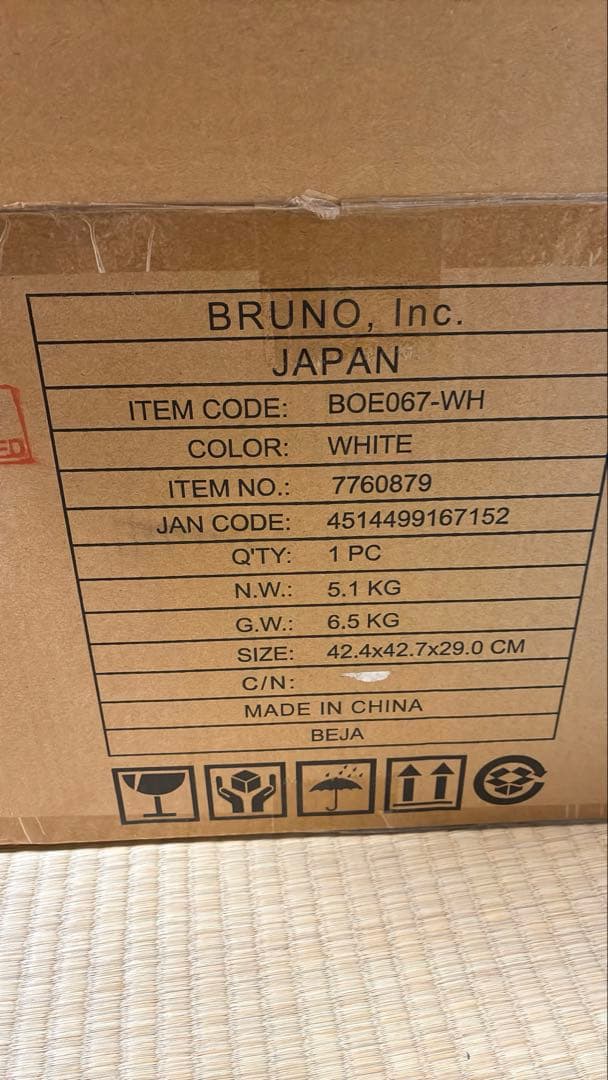 BRUNO, Inc.
JAPAN
ITEM CODE: BOE067-WH
COLOR: WHITE
ITEM NO.: 7760879
JAN CODE: 4514499167152
Q'TY: 1 PC
N.W.: 5.1 KG
G.W.: 6.5 KG
SIZE: 42.4x42.7x29.0 CM
C/N:
MADE IN CHINA
BEJA